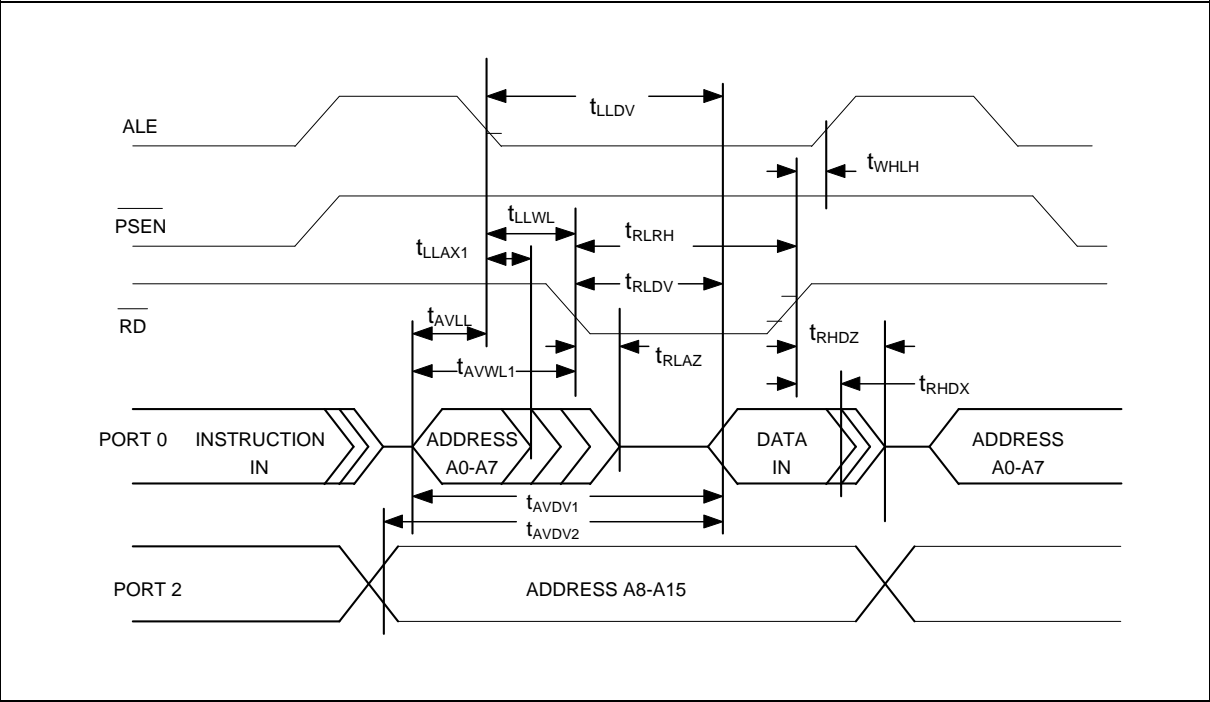 tLLDV
ALE
tWHLH
PSEN
tLLWL
tRLRH
tLLAX1
tRLDV
RD
tAVLL
tRHDZ
tRLAZ
tAVWL1
tRHDX
PORT 0
INSTRUCTION
IN
ADDRESS
A0-A7
DATA
IN
ADDRESS
A0-A7
tAVDV1
tAVDV2
PORT 2
ADDRESS A8-A15